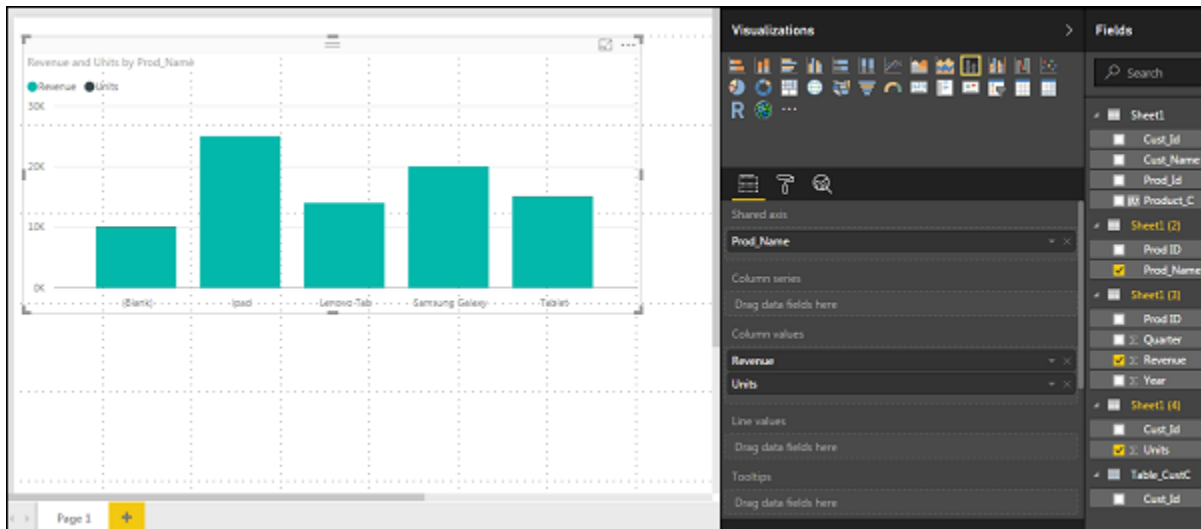 Revenue and Units by Prod_Name
Revenue Units
30K
20K
10K
0K
(Blank) Ipad Lenovo Tab Samsung Galaxy Tablet
Page 1 +
Visualizations
R
Shared axis
Prod_Name
Column series
Drag data fields here
Column values
Revenue
Units
Line values
Drag data fields here
Tooltips
Drag data fields here
Fields
Search
Sheet1
Cust_Id
Cust_Name
Prod_Id
Product_C
Sheet1 (2)
Prod ID
Prod_Name
Sheet1 (3)
Prod ID
Σ Quarter
Σ Revenue
Σ Year
Sheet1 (4)
Cust_Id
Σ Units
Table_CustC
Cust_Id